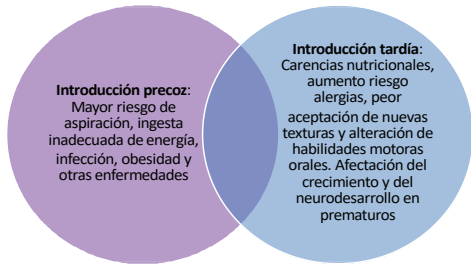 Introducción precoz:
Mayor riesgo de
aspiración, ingesta
inadecuada de energía,
infección, obesidad y
otras enfermedades
Introducción tardía:
Carencias nutricionales,
aumento riesgo
alergias, peor
aceptación de nuevas
texturas y alteración de
habilidades motoras
orales. Afectación del
crecimiento y del
neurodesarrollo en
prematuros